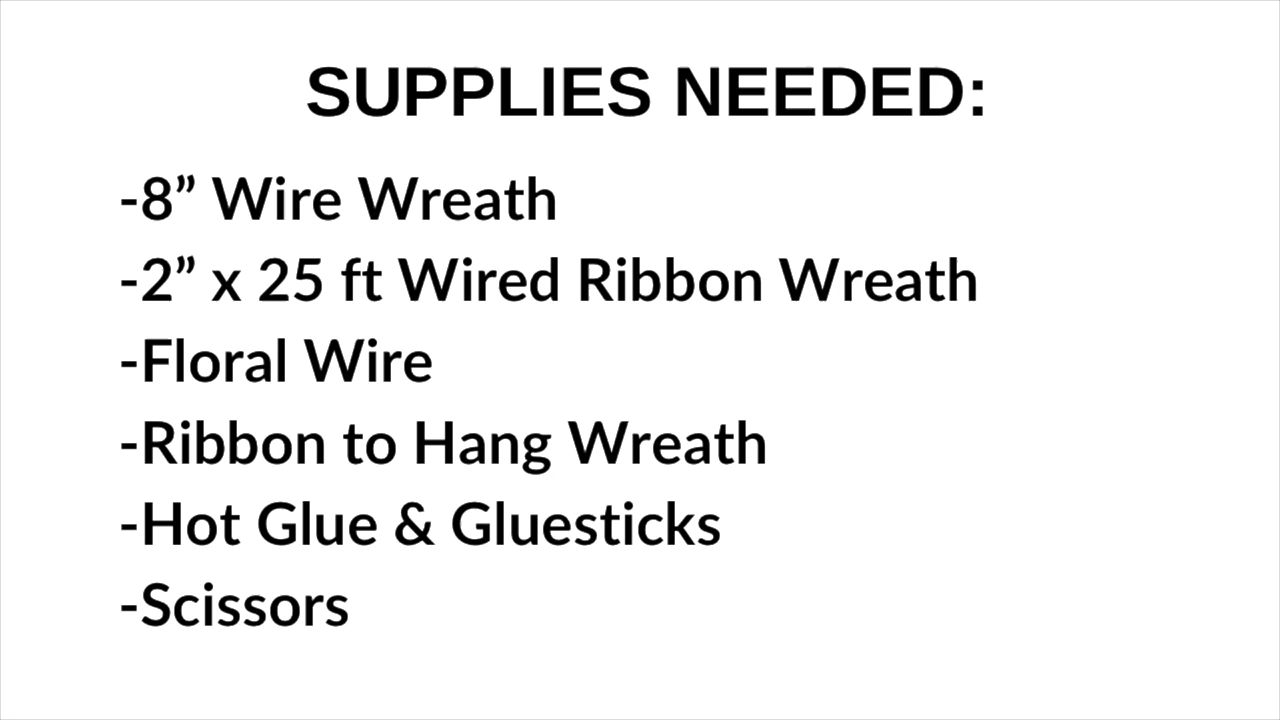 SUPPLIES NEEDED:
-8” Wire Wreath
-2” x 25 ft Wired Ribbon Wreath
-Floral Wire
-Ribbon to Hang Wreath
-Hot Glue & Gluesticks
-Scissors